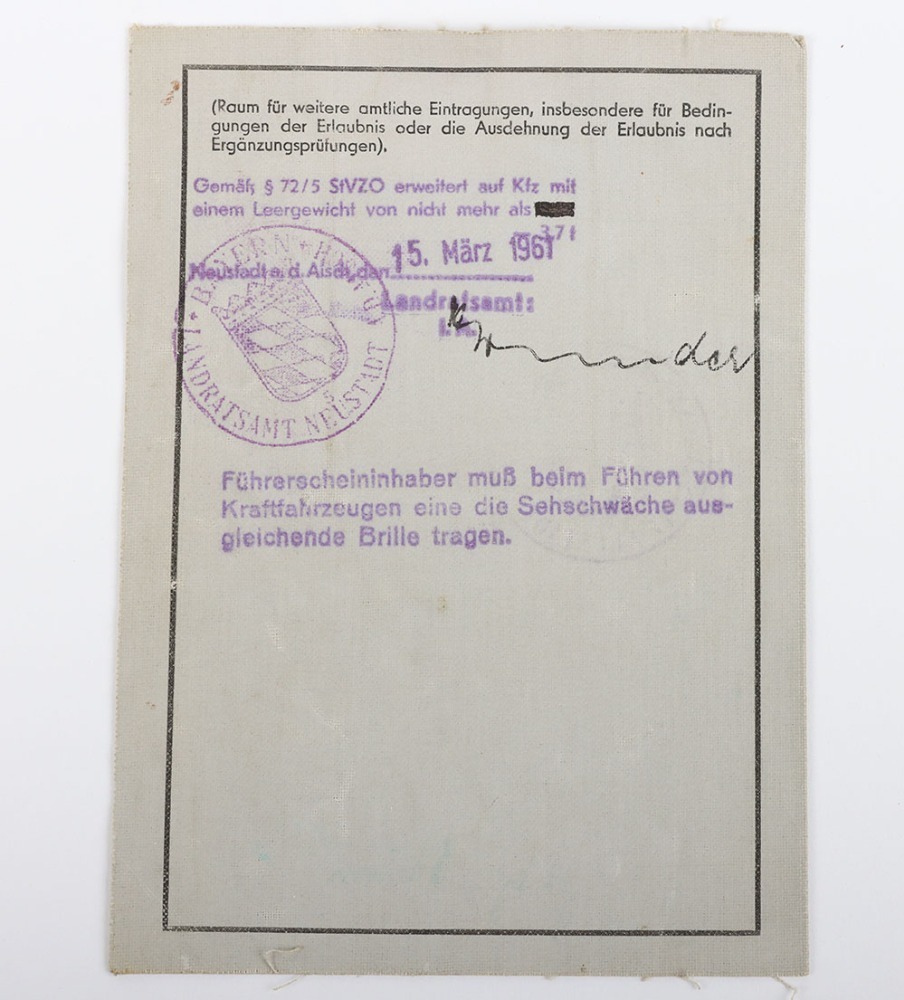 (Raum für weitere amtliche Eintragungen, insbesondere für Bedin-
gungen der Erlaubnis oder die Ausdehnung der Erlaubnis nach
Ergänzungsprüfungen).
Gemäß § 72/5 StVZO erweitert auf Kfz mit
einem Leergewicht von nicht mehr als
3,7 t
Neustadt a. d. Aisch, den 15. März 1961
Landratsamt:
I.A.
BAYERN
LANDRATSAMT NEUSTADT
5
Führerscheininhaber muß beim Führen von
Kraftfahrzeugen eine die Sehschwäche aus-
gleichende Brille tragen.